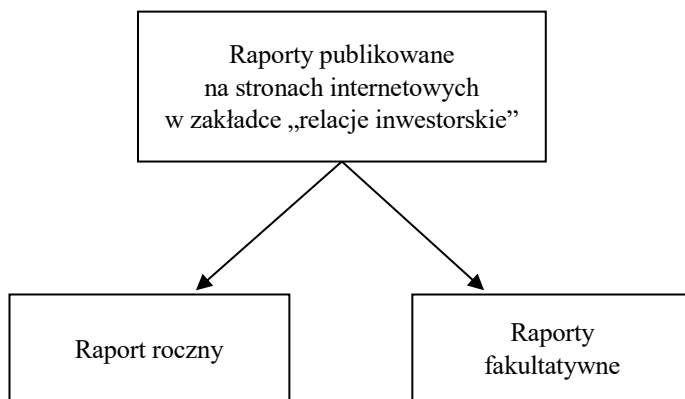 Raporty publikowane
na stronach internetowych
w zakładce „relacje inwestorskie”
Raport roczny
Raporty
fakultatywne